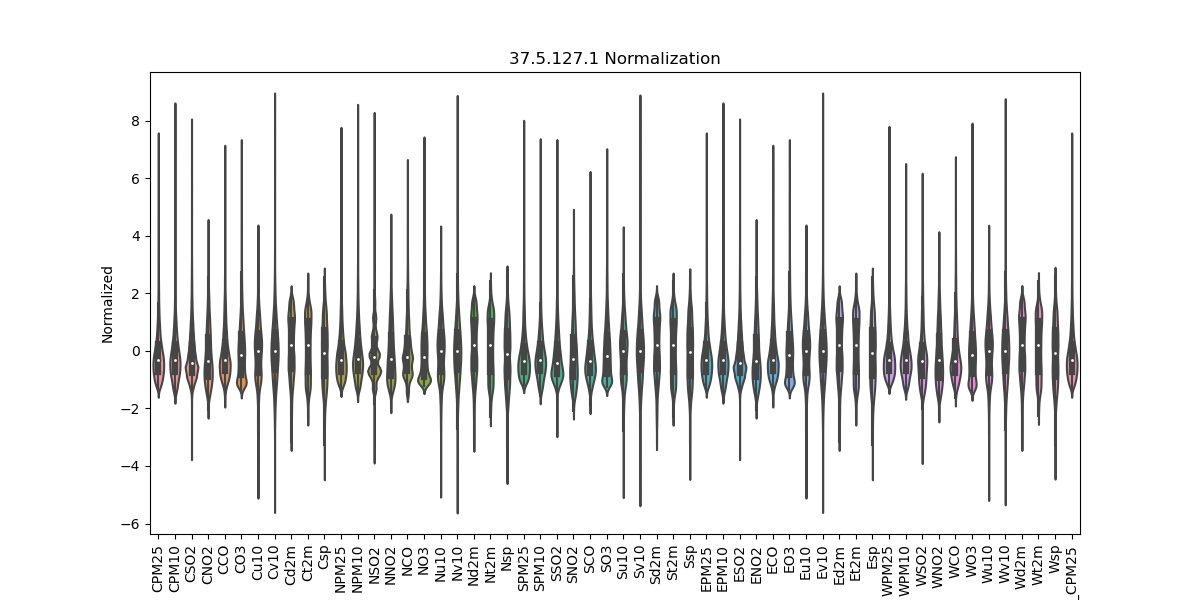 37.5.127.1 Normalization
Normalized
8
6
4
2
0
−2
−4
−6
CPM25
CPM10
CSO2
CNO2
CCO
CO3
Cu10
Cv10
Cd2m
Ct2m
Csp
NPM25
NPM10
NSO2
NNO2
NCO
NO3
Nu10
Nv10
Nd2m
Nt2m
Nsp
SPM25
SPM10
SSO2
SNO2
SCO
SO3
Su10
Sv10
Sd2m
St2m
Ssp
EPM25
EPM10
ESO2
ENO2
ECO
EO3
Eu10
Ev10
Ed2m
Et2m
Esp
WPM25
WPM10
WSO2
WNO2
WCO
WO3
Wu10
Wv10
Wd2m
Wt2m
Wsp
_CPM25